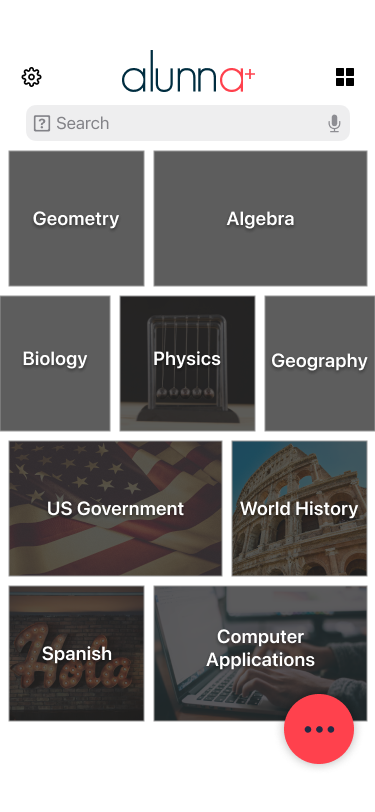 alunna+
Search
Geometry
Algebra
Biology
Physics
Geography
US Government
World History
Hola
Spanish
Computer
Applications